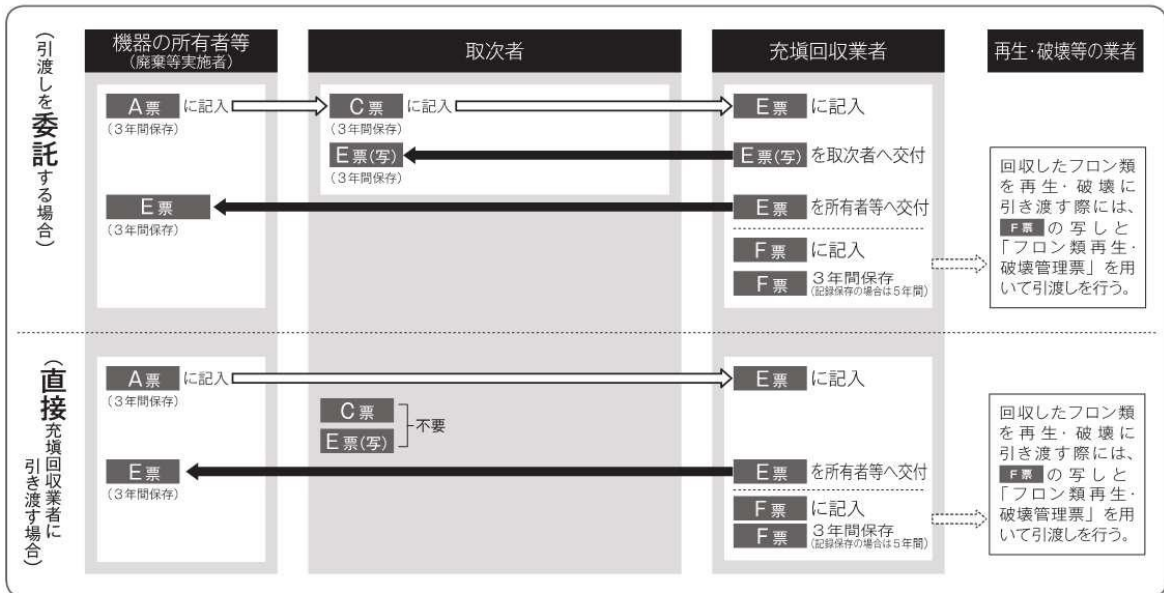 機器の所有者等
(廃棄等実施者)
取次者
充塡回収業者
再生・破壊等の業者
(引渡しを委託する場合)
A票 に記入
(3年間保存)
C票 に記入
(3年間保存)
E票 に記入
E票(写)
(3年間保存)
E票(写) を取次者へ交付
E票
(3年間保存)
E票 を所有者等へ交付
F票 に記入
F票 3年間保存
(記録保存の場合は5年間)
回収したフロン類
を再生・破壊に
引き渡す際には、
F票 の写しと
「フロン類再生・
破壊管理票」を用
いて引渡しを行う。
(直接充塡回収業者に
引き渡す場合)
A票 に記入
(3年間保存)
E票 に記入
C票
E票(写)
不要
E票
(3年間保存)
E票 を所有者等へ交付
F票 に記入
F票 3年間保存
(記録保存の場合は5年間)
回収したフロン類
を再生・破壊に
引き渡す際には、
F票 の写しと
「フロン類再生・
破壊管理票」を用
いて引渡しを行う。